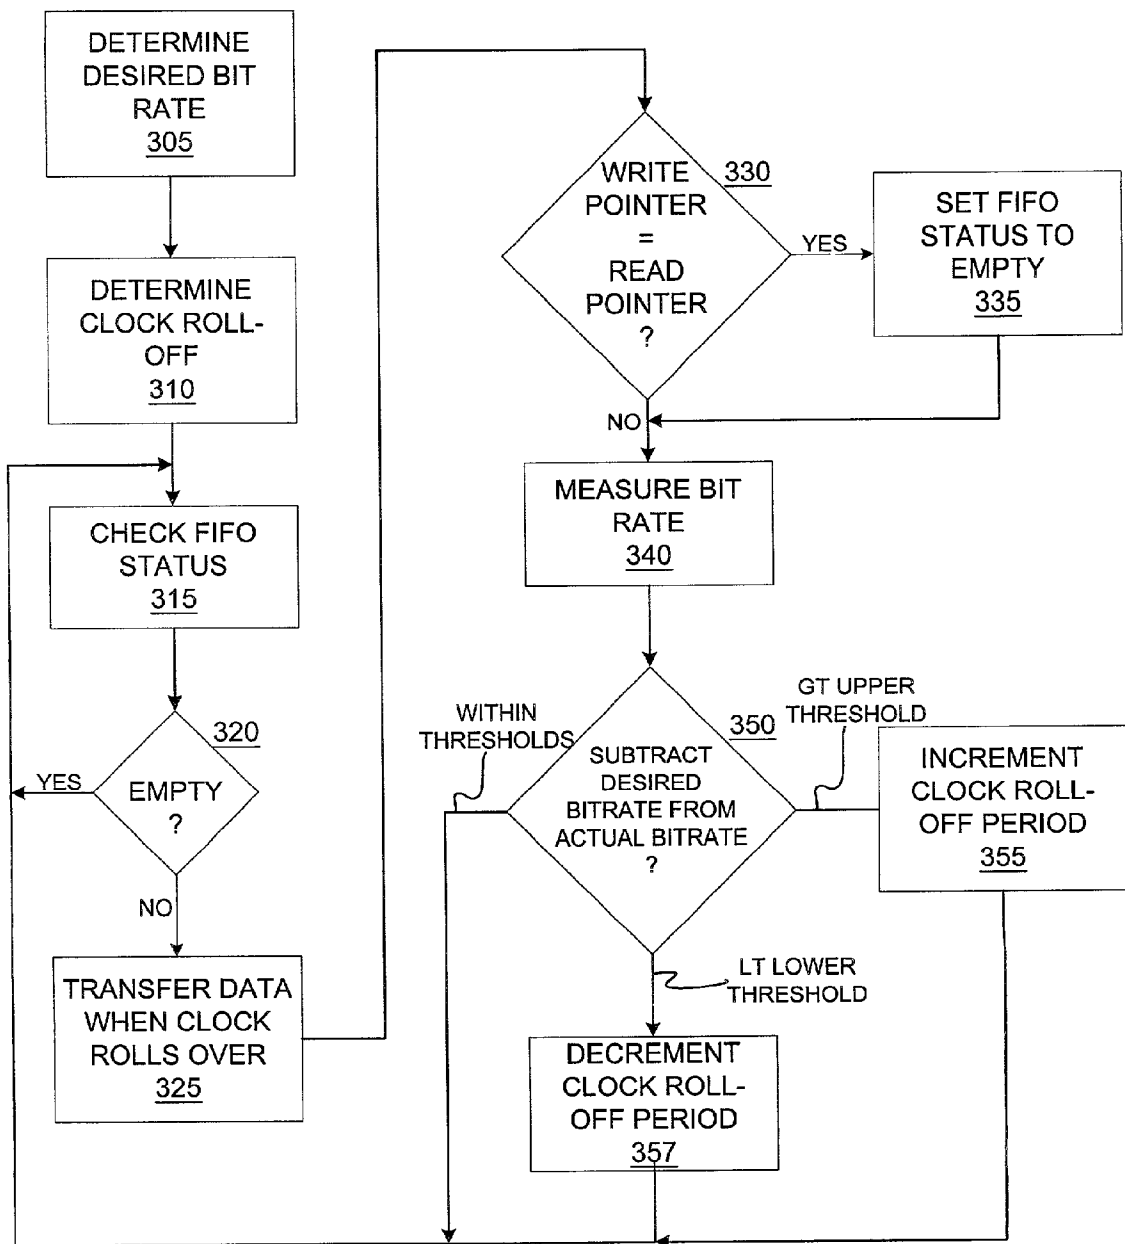 DETERMINE
DESIRED BIT
RATE
305
DETERMINE
CLOCK ROLL-
OFF
310
CHECK FIFO
STATUS
315
320
EMPTY
?
YES
NO
TRANSFER DATA
WHEN CLOCK
ROLLS OVER
325
330
WRITE
POINTER
=
READ
POINTER
?
YES
SET FIFO
STATUS TO
EMPTY
335
NO
MEASURE BIT
RATE
340
350
SUBTRACT
DESIRED
BITRATE FROM
ACTUAL BITRATE
?
WITHIN
THRESHOLDS
GT UPPER
THRESHOLD
INCREMENT
CLOCK ROLL-
OFF PERIOD
355
LT LOWER
THRESHOLD
DECREMENT
CLOCK ROLL-
OFF PERIOD
357